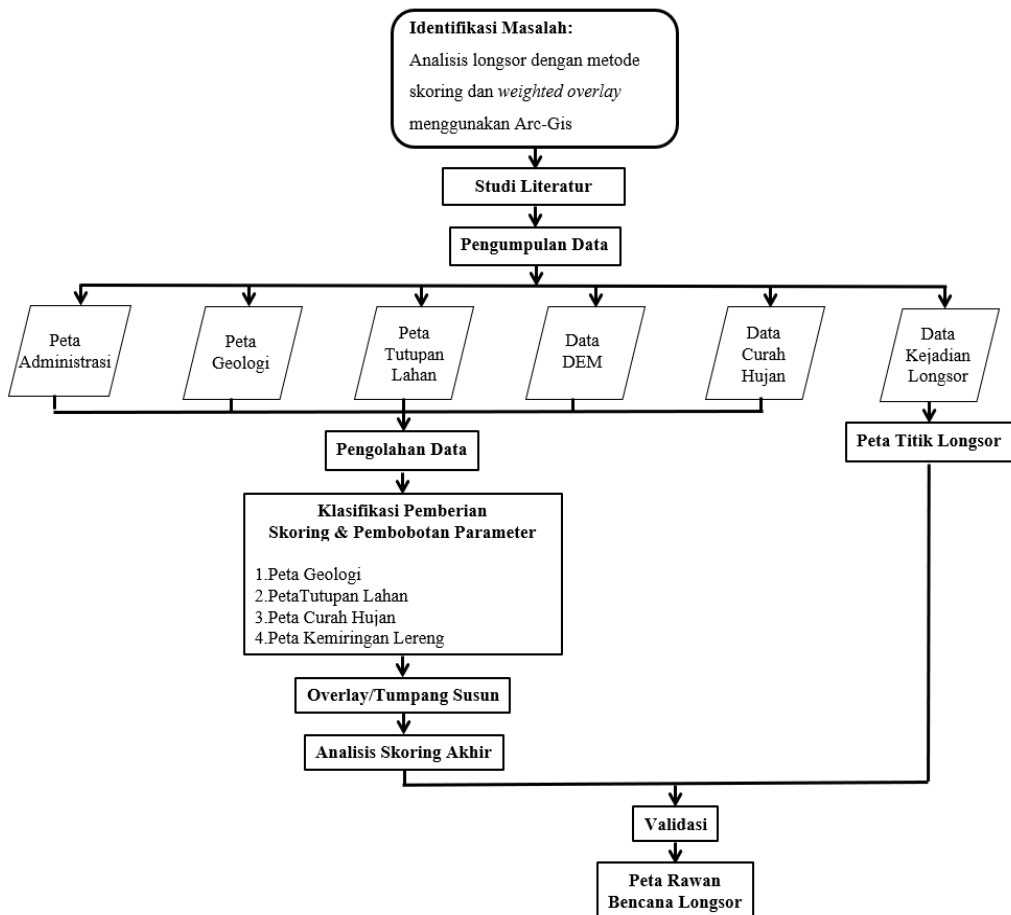 Identifikasi Masalah:
Analisis longsor dengan metode
skoring dan weighted overlay
menggunakan Arc-Gis
Studi Literatur
Pengumpulan Data
Peta
Administrasi
Peta
Geologi
Peta
Tutupan
Lahan
Data
DEM
Data
Curah
Hujan
Data
Kejadian
Longsor
Pengolahan Data
Peta Titik Longsor
Klasifikasi Pemberian
Skoring & Pembobotan Parameter
1.Peta Geologi
2.PetaTutupan Lahan
3.Peta Curah Hujan
4.Peta Kemiringan Lereng
Overlay/Tumpang Susun
Analisis Skoring Akhir
Validasi
Peta Rawan
Bencana Longsor